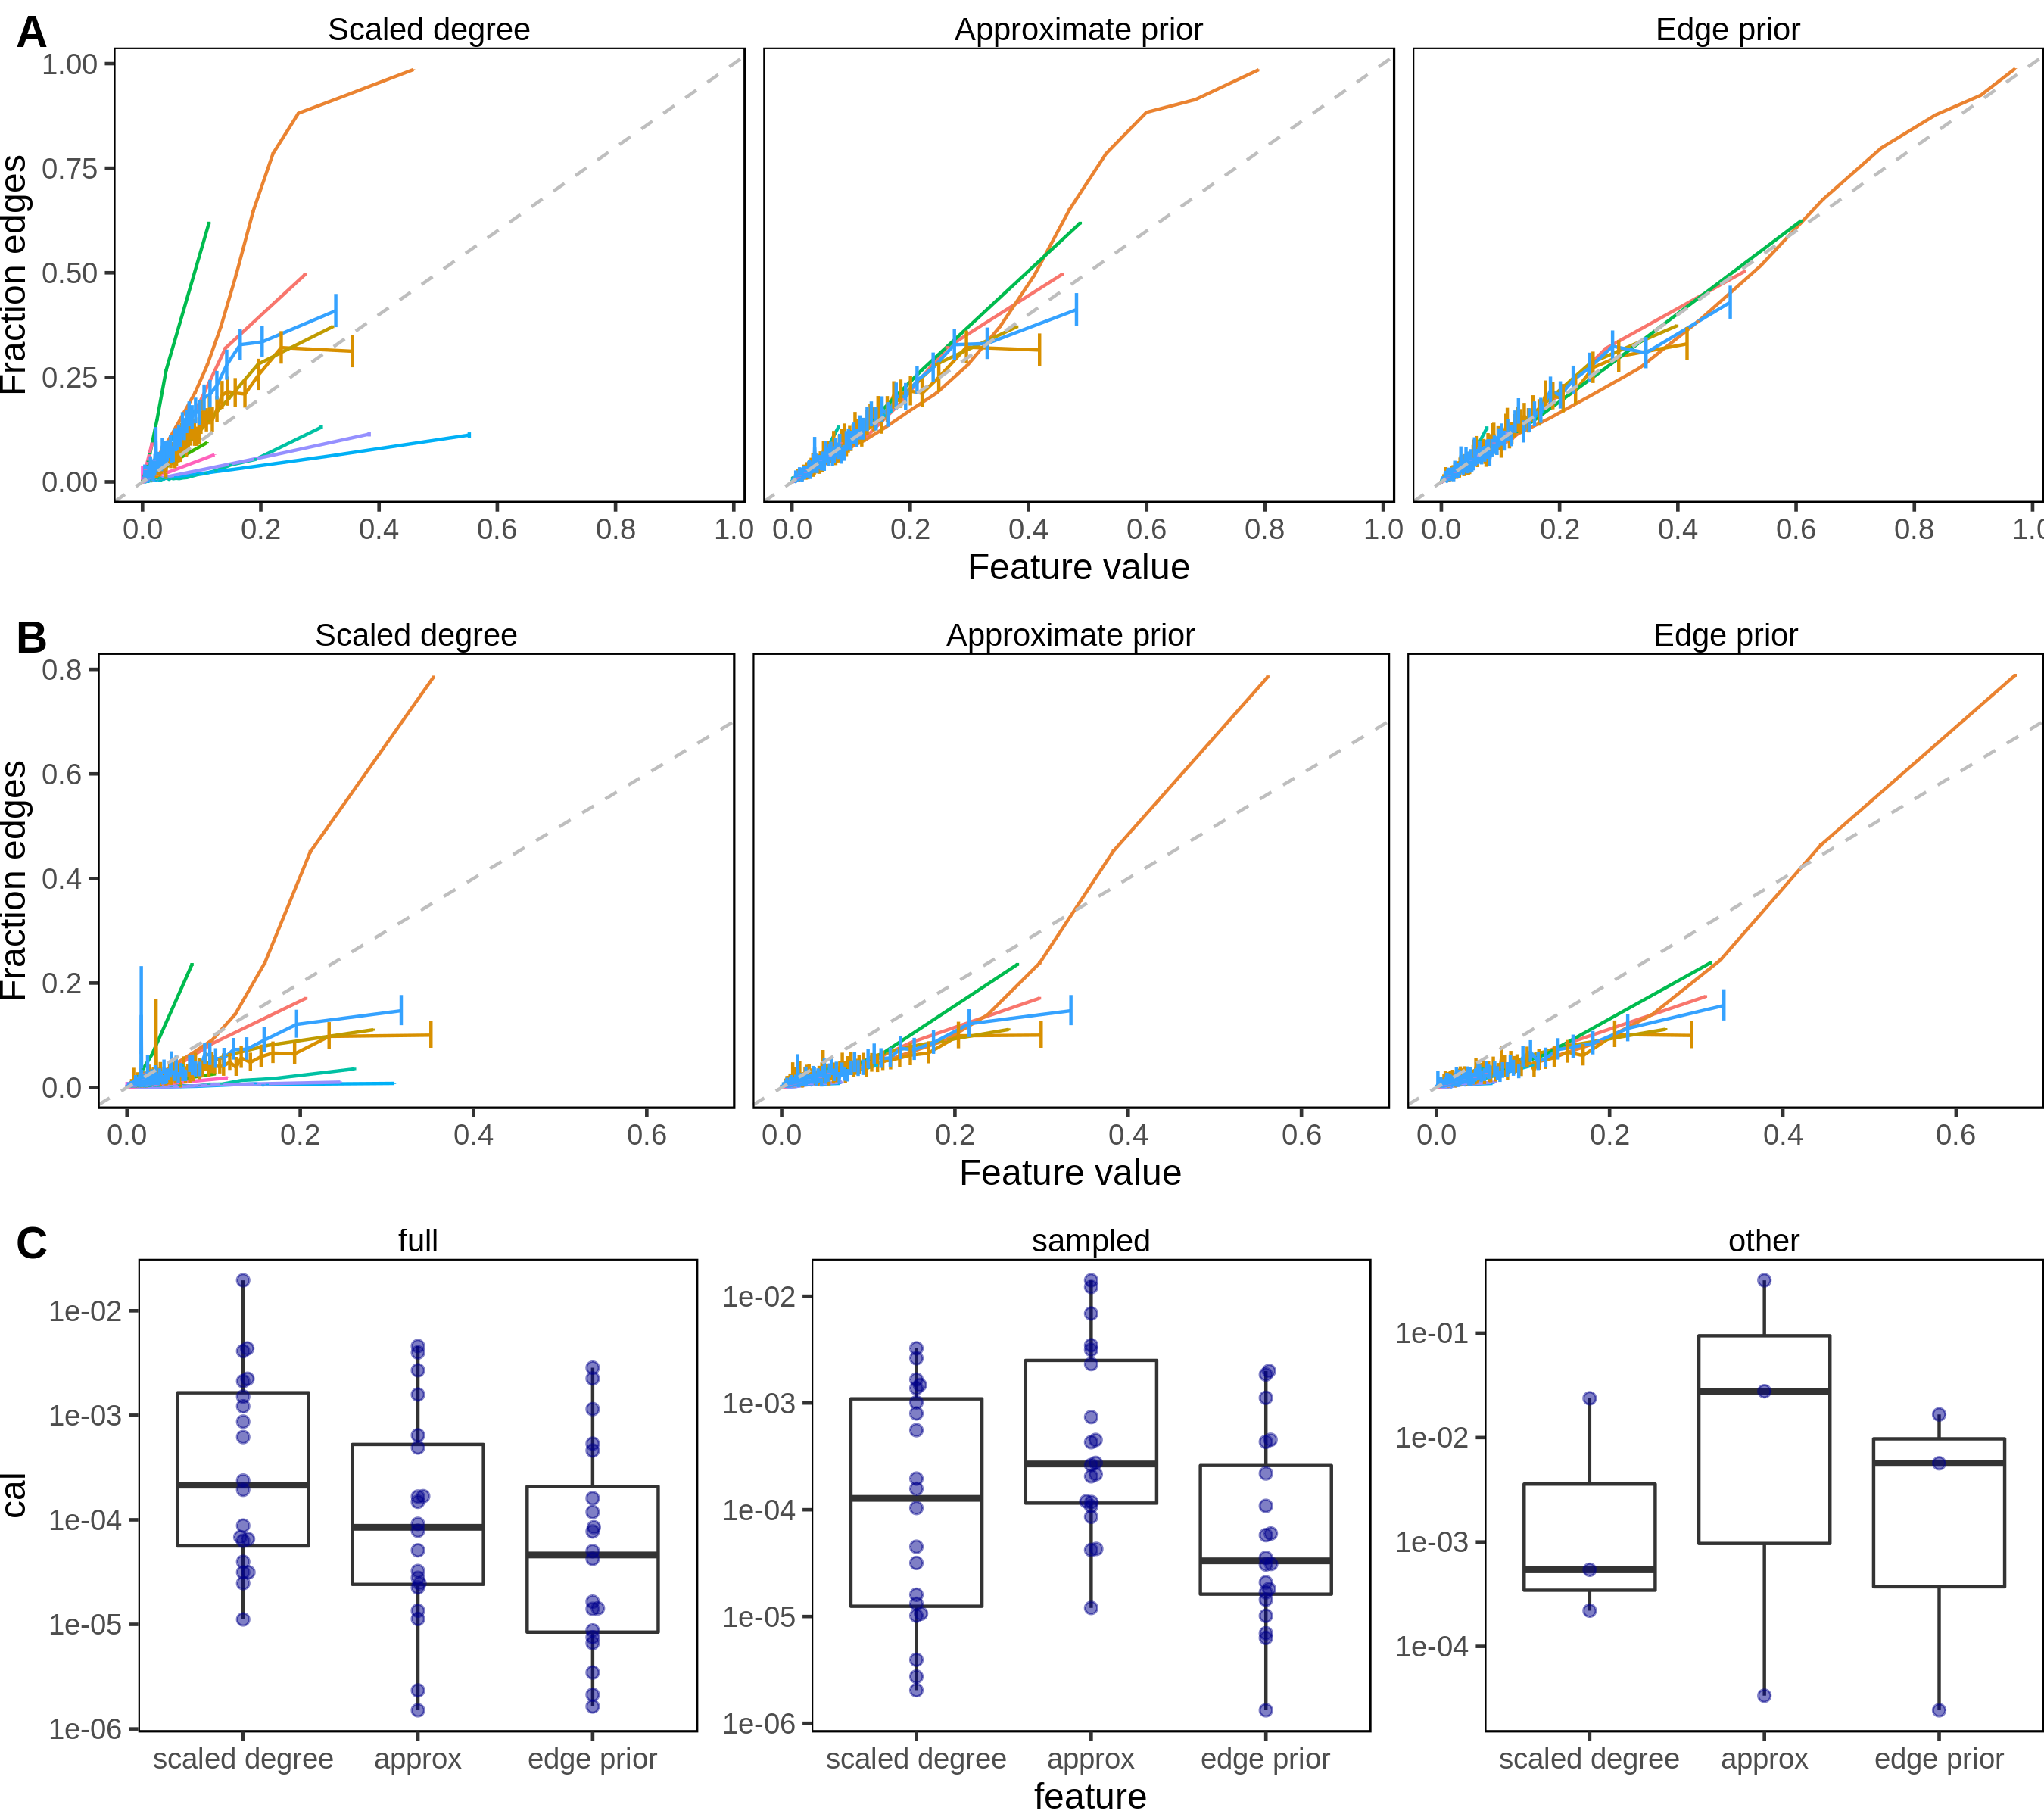 A
Scaled degree Approximate prior Edge prior
1.00
0.75
0.50
0.25
0.00
Fraction edges
0.0 0.2 0.4 0.6 0.8 1.0 0.0 0.2 0.4 0.6 0.8 1.0 0.0 0.2 0.4 0.6 0.8 1.0
Feature value
B
Scaled degree Approximate prior Edge prior
0.8
0.6
0.4
0.2
0.0
Fraction edges
0.0 0.2 0.4 0.6 0.0 0.2 0.4 0.6 0.0 0.2 0.4 0.6
Feature value
C
full sampled other
cal
1e-02
1e-03
1e-04
1e-05
1e-06
1e-02
1e-03
1e-04
1e-05
1e-06
1e-01
1e-02
1e-03
1e-04
scaled degree approx edge prior scaled degree approx edge prior scaled degree approx edge prior
feature